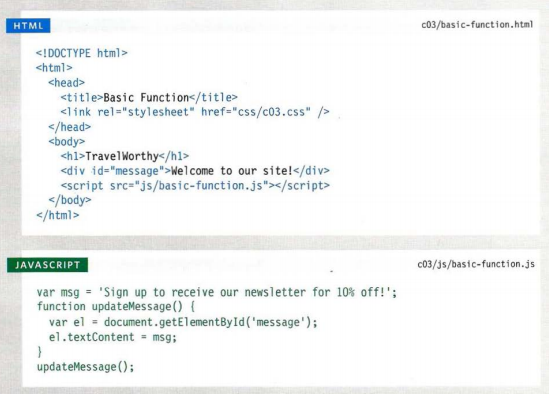 HTML c03/basic-function.html
<!DOCTYPE html>
<html>
<head>
<title>Basic Function</title>
<link rel="stylesheet" href="css/c03.css" />
</head>
<body>
<h1>TravelWorthy</h1>
<div id="message">Welcome to our site!</div>
<script src="js/basic-function.js"></script>
</body>
</html>
JAVASCRIPT c03/js/basic-function.js
var msg = 'Sign up to receive our newsletter for 10% off!';
function updateMessage() {
var el = document.getElementById('message');
el.textContent = msg;
}
updateMessage();